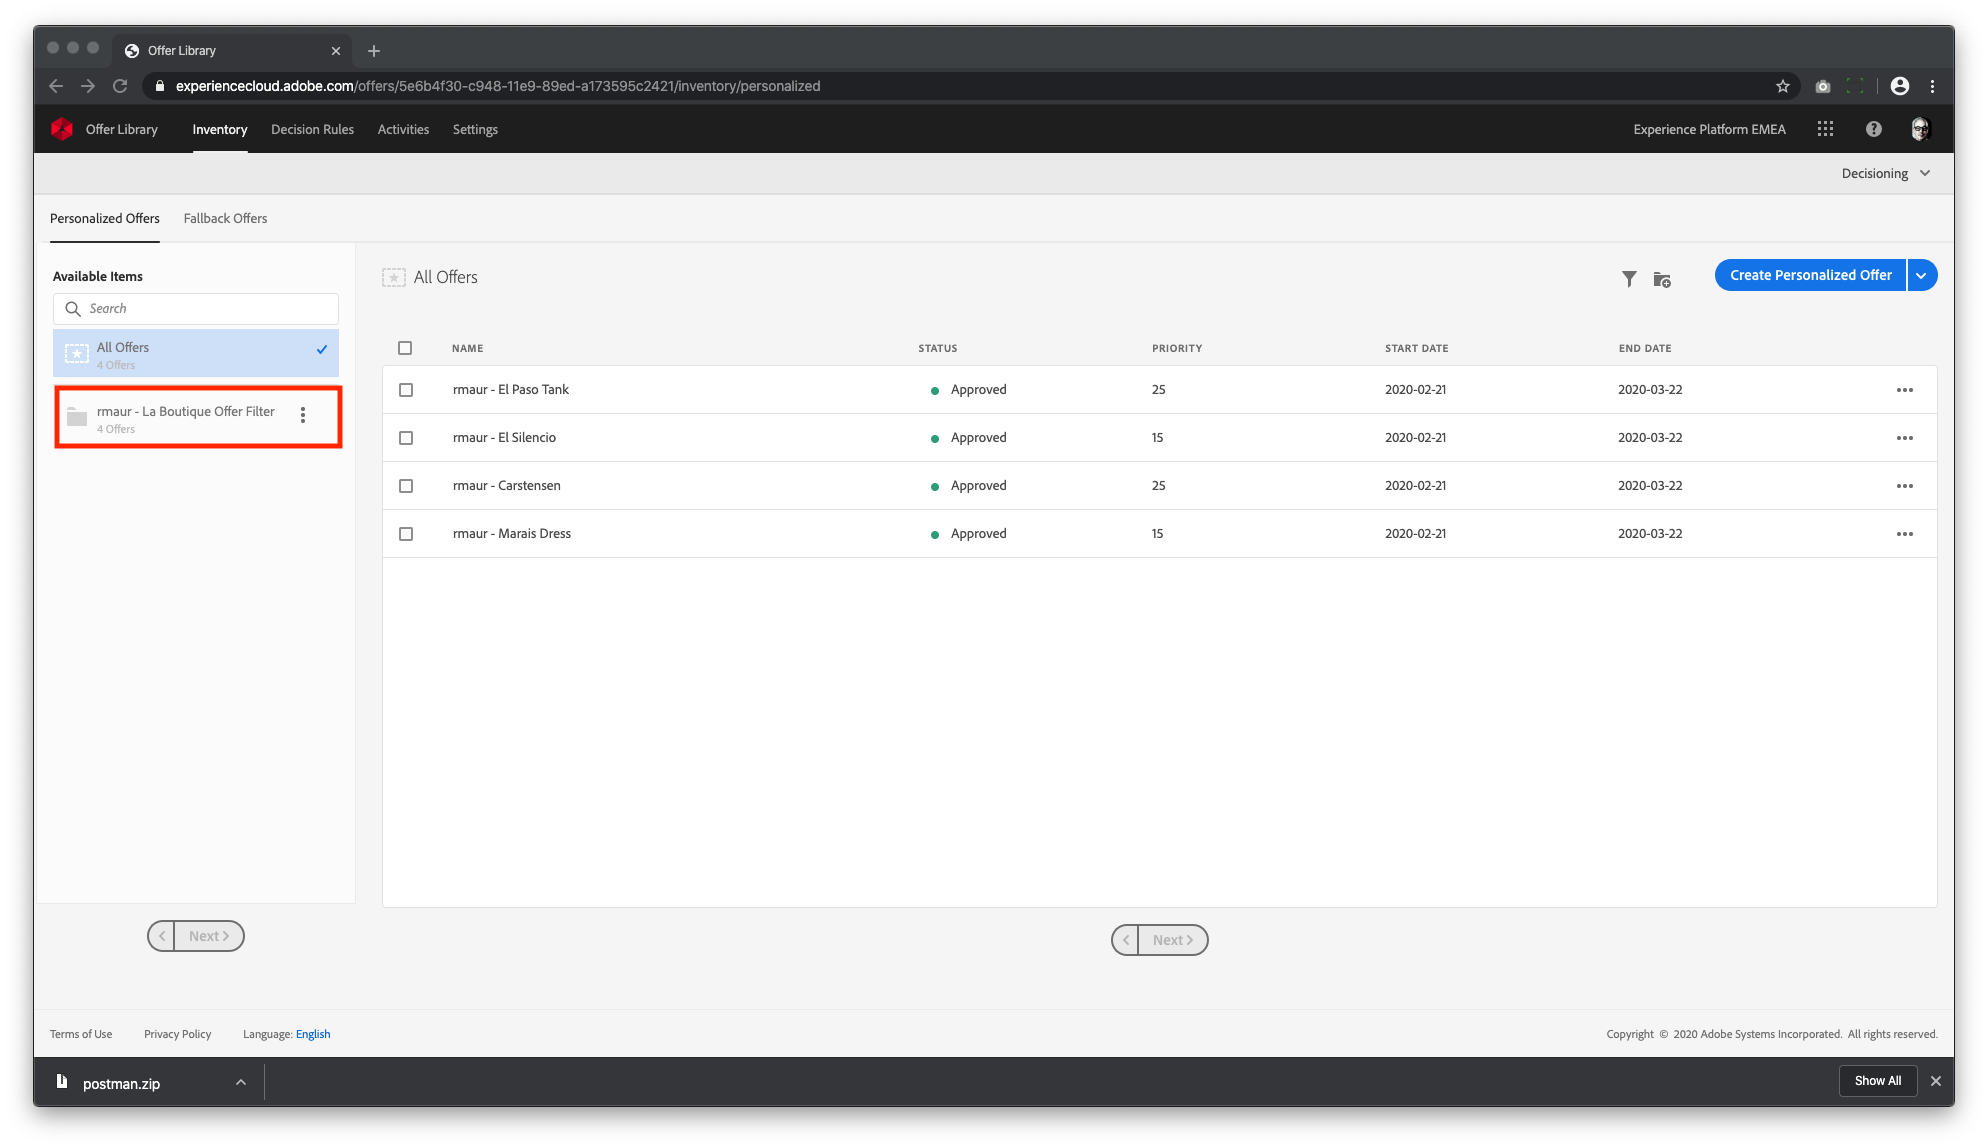 Offer Library
experiencecloud.adobe.com/offers/5e6b4f30-c948-11e9-89ed-a173595c2421/inventory/personalized
Offer Library Inventory Decision Rules Activities Settings Experience Platform EMEA
Decisioning
Personalized Offers Fallback Offers
Available Items
Search
All Offers
4 Offers
rmaur - La Boutique Offer Filter
4 Offers
Next
All Offers
Create Personalized Offer
NAME STATUS PRIORITY START DATE END DATE
rmaur - El Paso Tank Approved 25 2020-02-21 2020-03-22
rmaur - El Silencio Approved 15 2020-02-21 2020-03-22
rmaur - Carstensen Approved 25 2020-02-21 2020-03-22
rmaur - Marais Dress Approved 15 2020-02-21 2020-03-22
Next
Terms of Use Privacy Policy Language: English Copyright © 2020 Adobe Systems Incorporated. All rights reserved.
postman.zip Show All